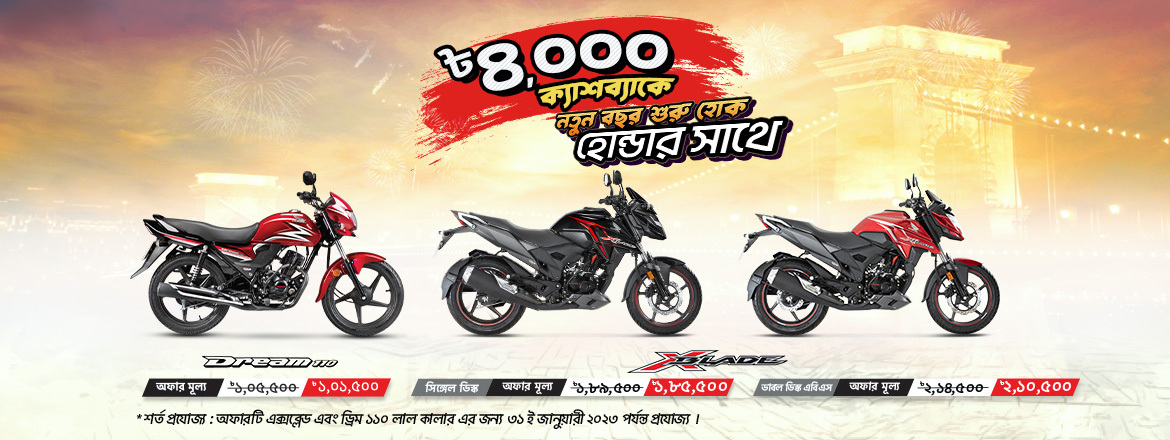 ৳৪,০০০
ক্যাশব্যাকে
নতুন বছর শুরু হোক
হোন্ডার সাথে
Dream 110
X BLADE
অফার মূল্য ৳১,০৫,৫০০ ৳১,০১,৫০০
সিঙ্গেল ডিস্ক অফার মূল্য ৳১,৮৯,৫০০ ৳১,৮৫,৫০০
ডাবল ডিস্ক এবিএস অফার মূল্য ৳২,১৪,৫০০ ৳২,১০,৫০০
*শর্ত প্রযোজ্য : অফারটি এক্সব্লেড এবং ড্রিম ১১০ লাল কালার এর জন্য ৩১ ই জানুয়ারী ২০২৩ পর্যন্ত প্রযোজ্য ।